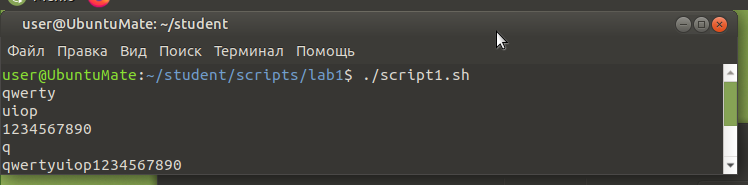 user@UbuntuMate: ~/student
Файл Правка Вид Поиск Терминал Помощь
user@UbuntuMate:~/student/scripts/lab1$ ./script1.sh
qwerty
uiop
1234567890
q
qwertyuiop1234567890